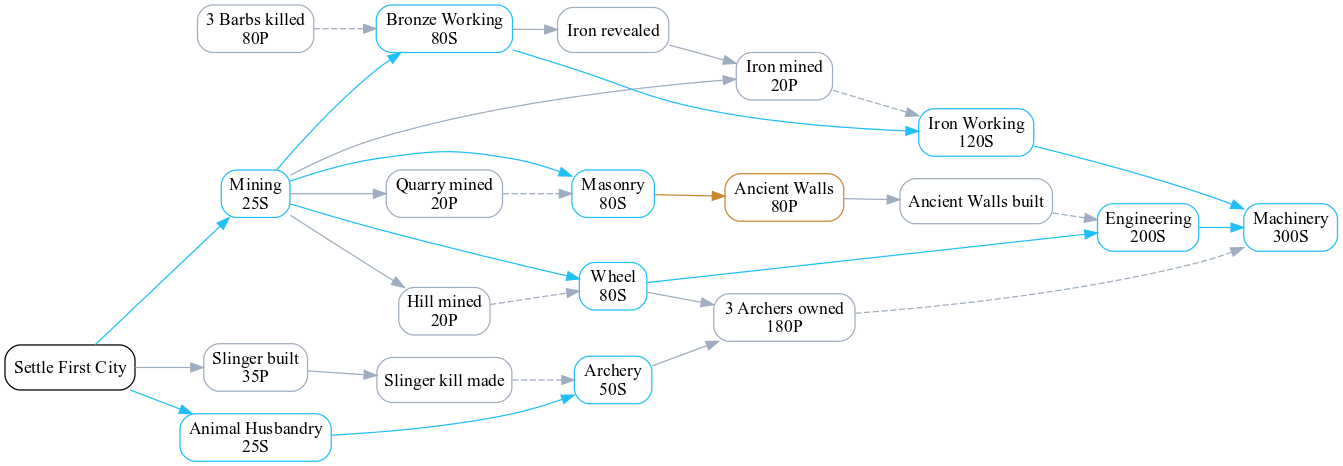 3 Barbs killed
80P
Bronze Working
80S
Iron revealed
Iron mined
20P
Iron Working
120S
Mining
25S
Quarry mined
20P
Masonry
80S
Ancient Walls
80P
Ancient Walls built
Engineering
200S
Machinery
300S
Hill mined
20P
Wheel
80S
3 Archers owned
180P
Settle First City
Slinger built
35P
Slinger kill made
Archery
50S
Animal Husbandry
25S